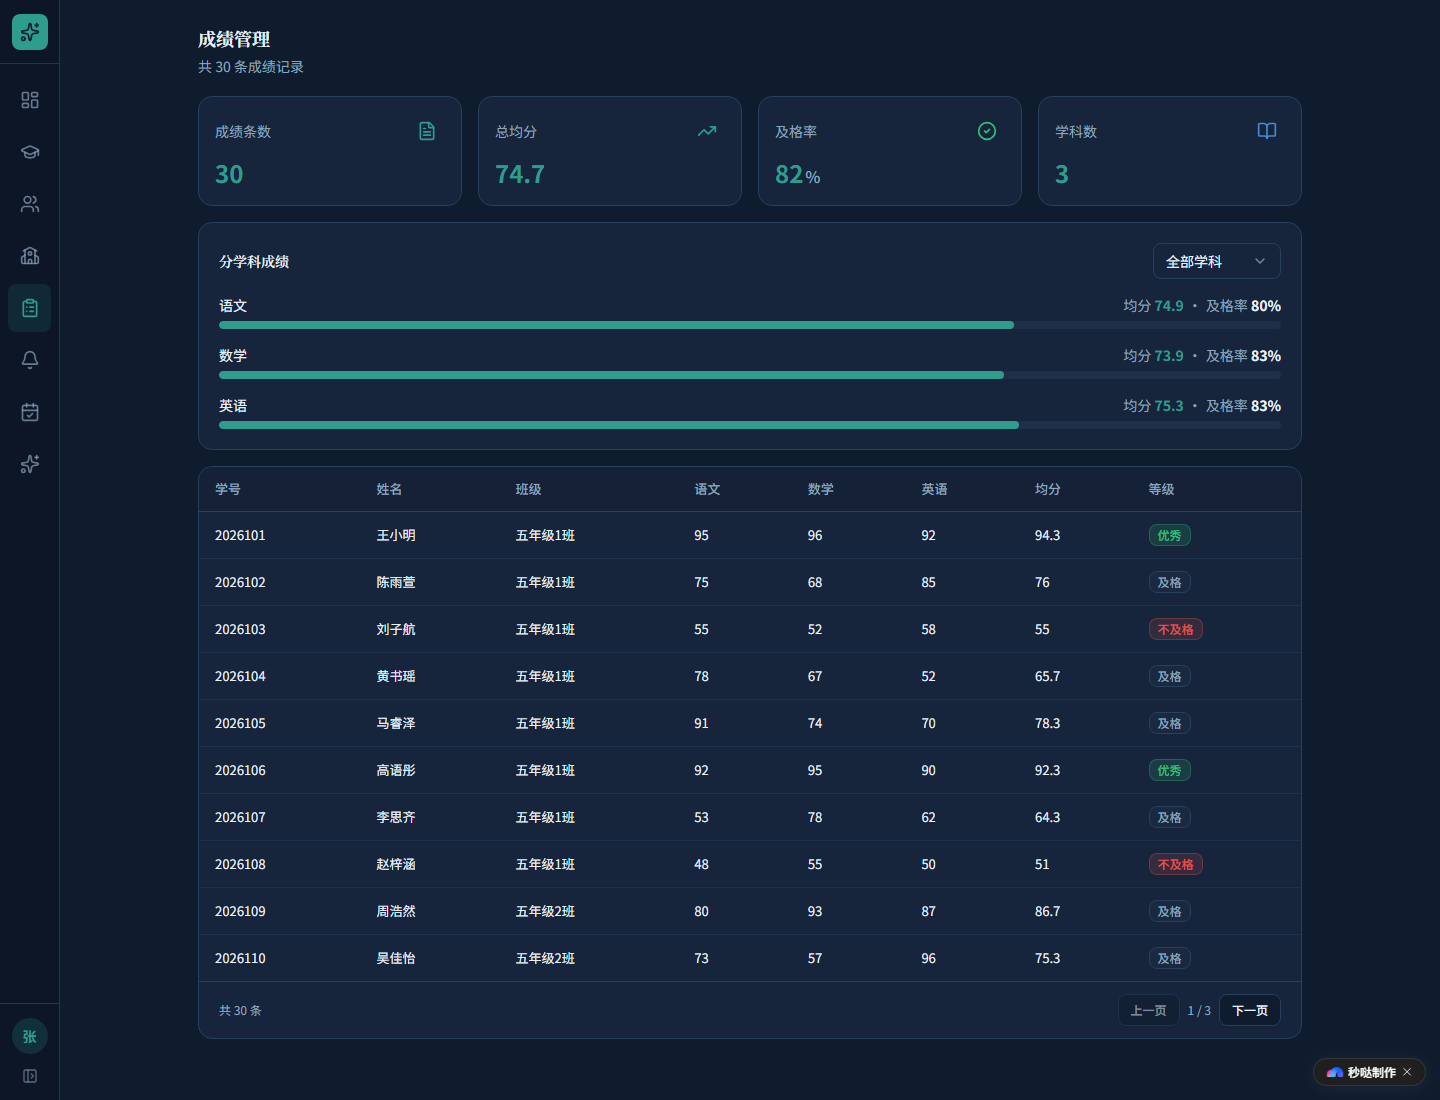 成绩管理
共 30 条成绩记录
成绩条数
30
总均分
74.7
及格率
82%
学科数
3
分学科成绩
全部学科
语文 均分 74.9 · 及格率 80%
数学 均分 73.9 · 及格率 83%
英语 均分 75.3 · 及格率 83%
学号 姓名 班级 语文 数学 英语 均分 等级
2026101 王小明 五年级1班 95 96 92 94.3 优秀
2026102 陈雨萱 五年级1班 75 68 85 76 及格
2026103 刘子航 五年级1班 55 52 58 55 不及格
2026104 黄书瑶 五年级1班 78 67 52 65.7 及格
2026105 马睿泽 五年级1班 91 74 70 78.3 及格
2026106 高语彤 五年级1班 92 95 90 92.3 优秀
2026107 李思齐 五年级1班 53 78 62 64.3 及格
2026108 赵梓涵 五年级1班 48 55 50 51 不及格
2026109 周浩然 五年级2班 80 93 87 86.7 及格
2026110 吴佳怡 五年级2班 73 57 96 75.3 及格
共 30 条 上一页 1 / 3 下一页
张
秒哒制作